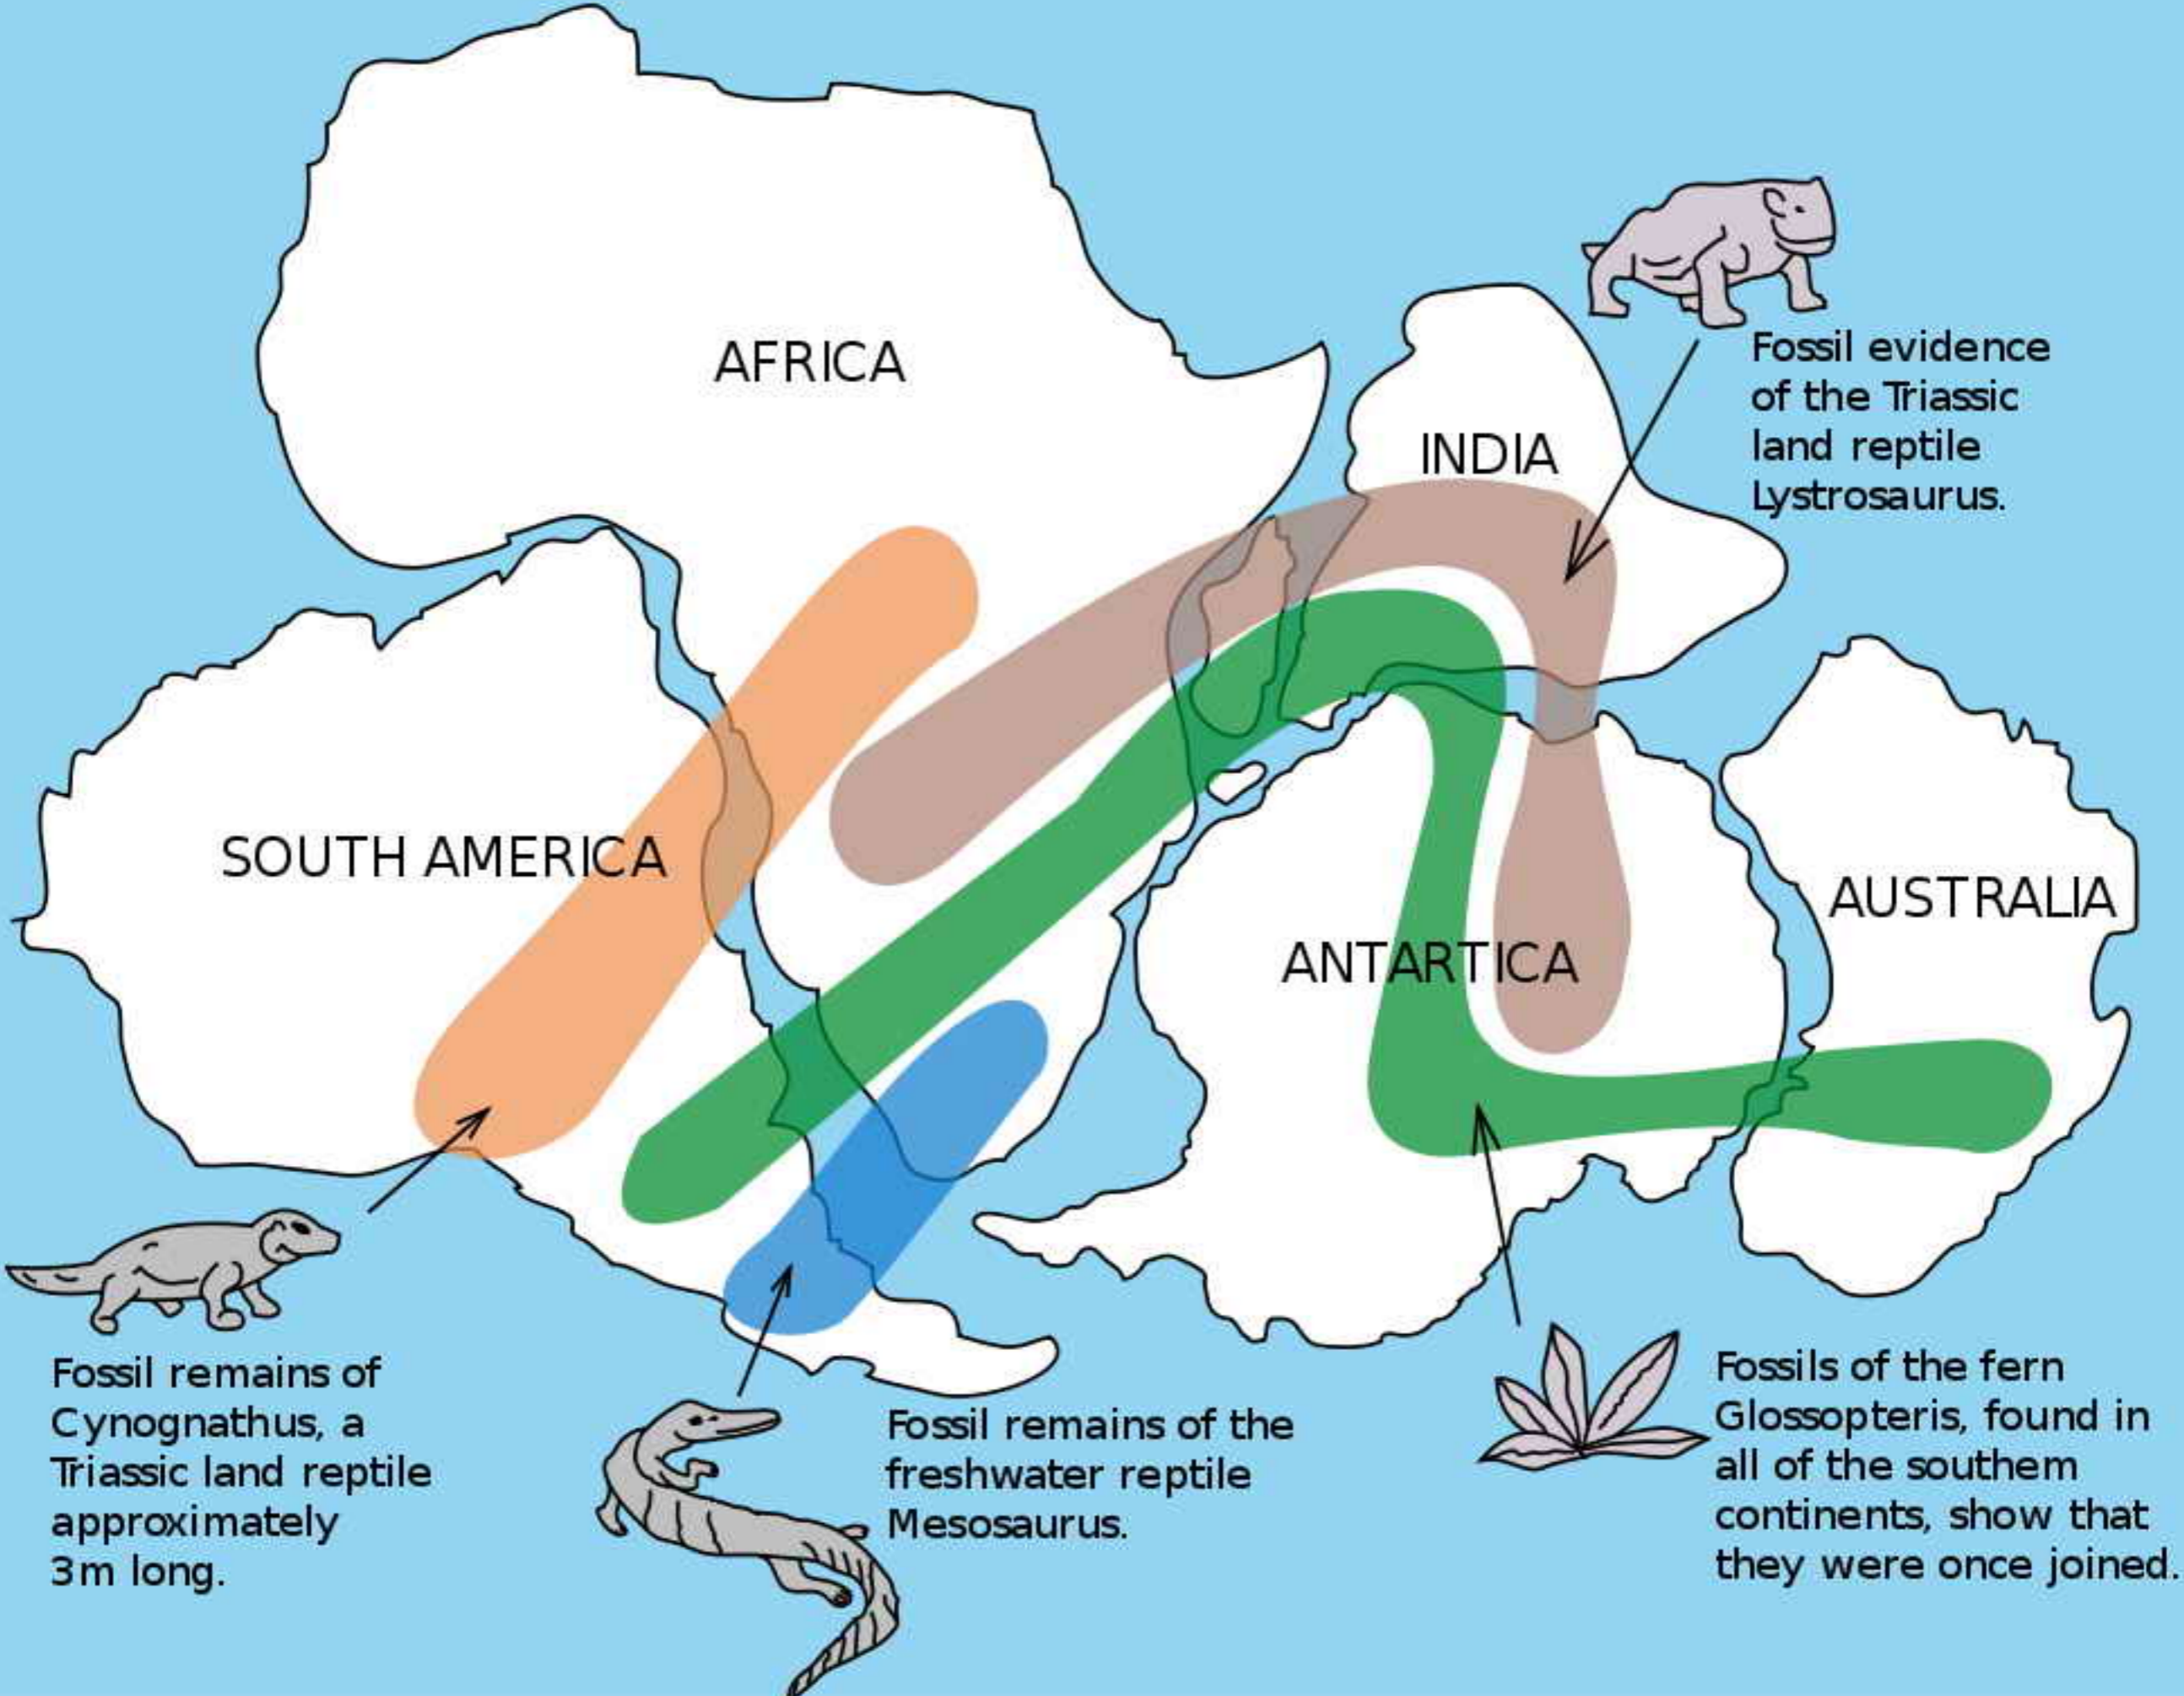 AFRICA
INDIA
SOUTH AMERICA
ANTARTICA
AUSTRALIA
Fossil evidence
of the Triassic
land reptile
Lystrosaurus.
Fossil remains of
Cynognathus, a
Triassic land reptile
approximately
3m long.
Fossil remains of the
freshwater reptile
Mesosaurus.
Fossils of the fern
Glossopteris, found in
all of the southem
continents, show that
they were once joined.